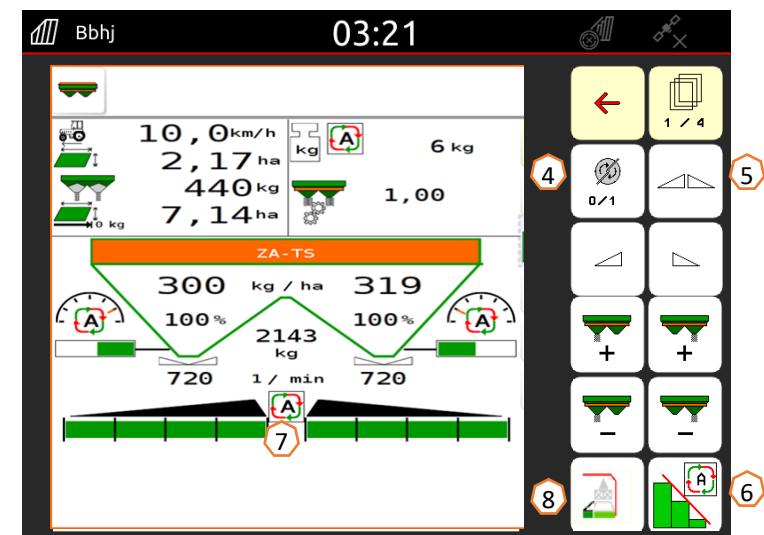 Bbhj 03:21
10,0km/h
2,17ha
440kg
7,14ha
0 kg
kg A 6 kg
1,00
ZA-TS
300 kg / ha 319
A 100% 100% A
2143
kg
720 1 / min 720
A
7
1 / 4
4 0/1 5
+ +
− −
8 A 6